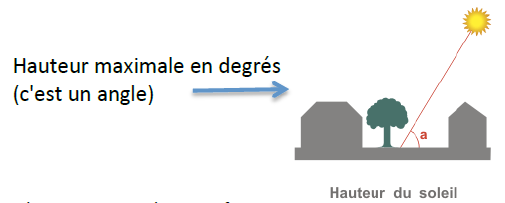 Hauteur maximale en degrés
(c'est un angle)
a
Hauteur du soleil